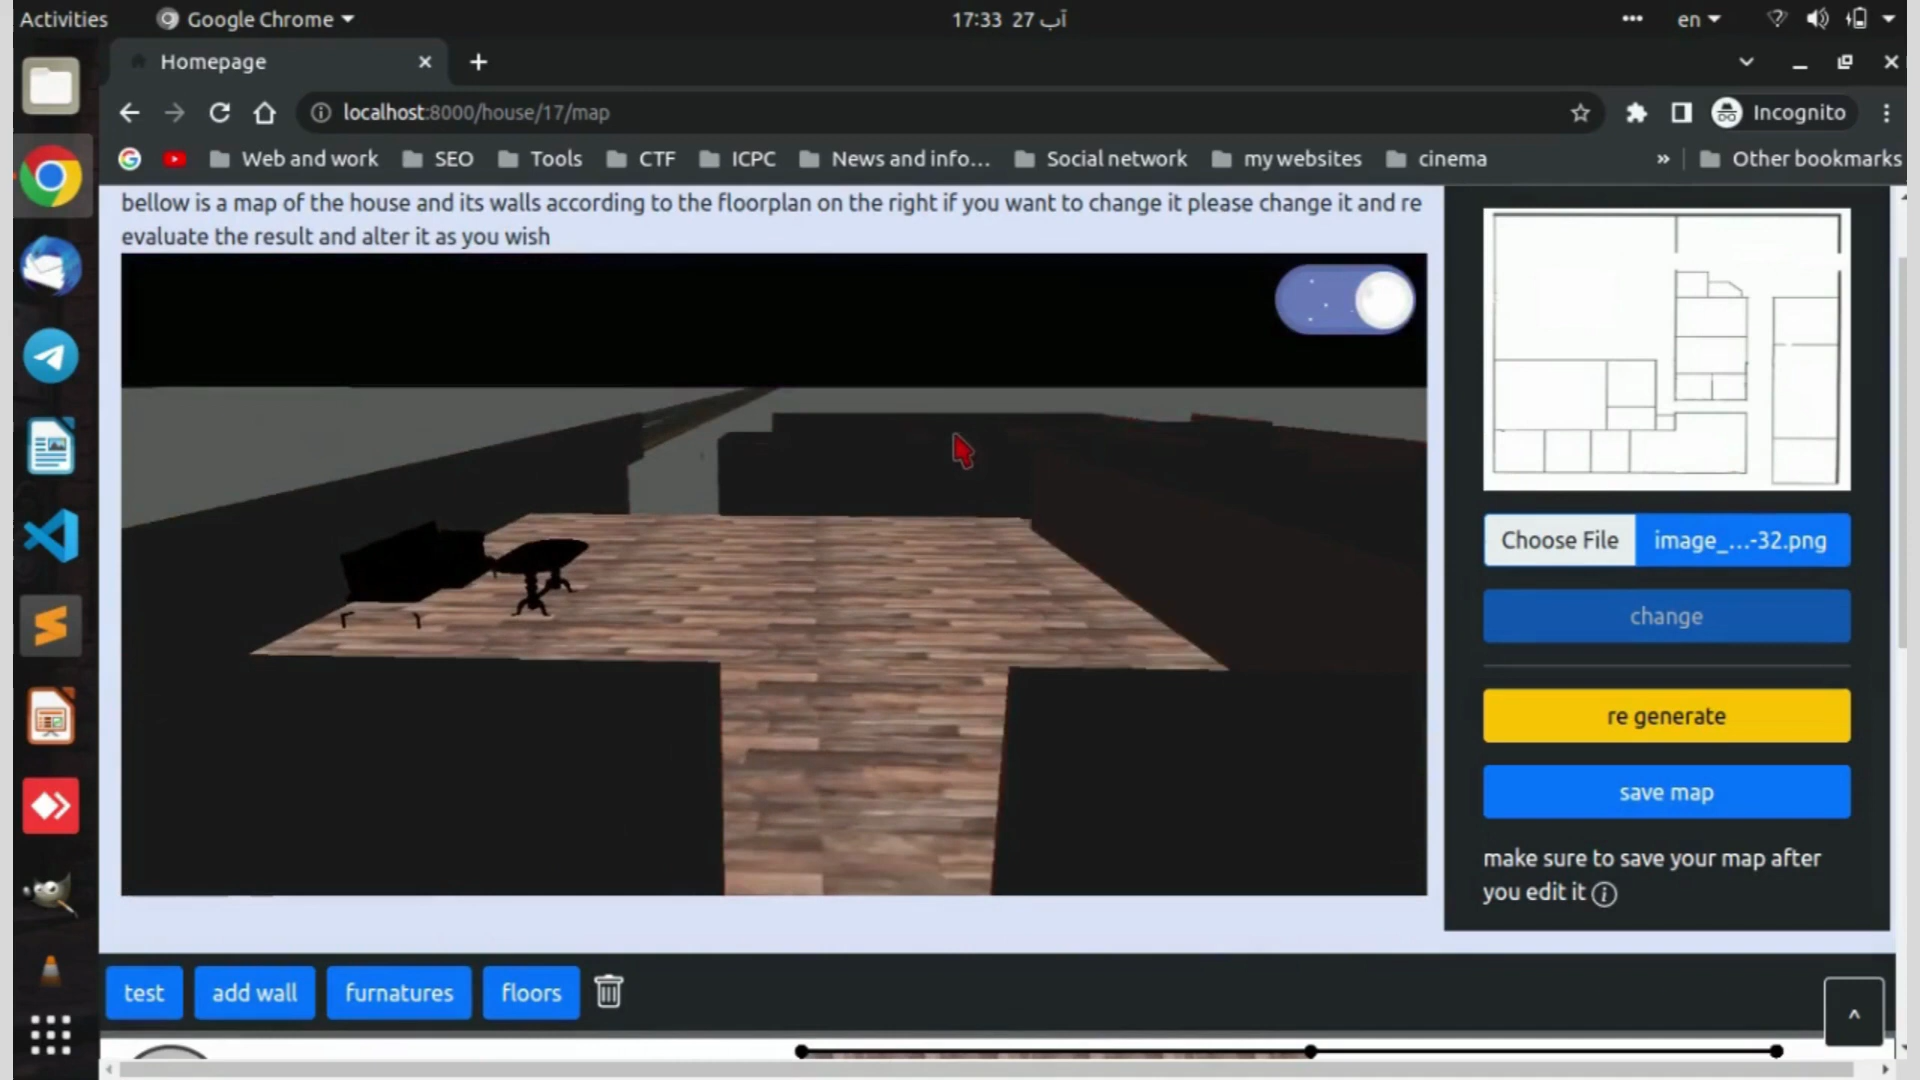 Activities
Google Chrome
17:33 27 آب
en
Homepage
localhost:8000/house/17/map
Incognito
Web and work
SEO
Tools
CTF
ICPC
News and info...
Social network
my websites
cinema
»
Other bookmarks
bellow is a map of the house and its walls according to the floorplan on the right if you want to change it please change it and re
evaluate the result and alter it as you wish
Choose File
image_...-32.png
change
re generate
save map
make sure to save your map after
you edit it
test
add wall
furnatures
floors
^